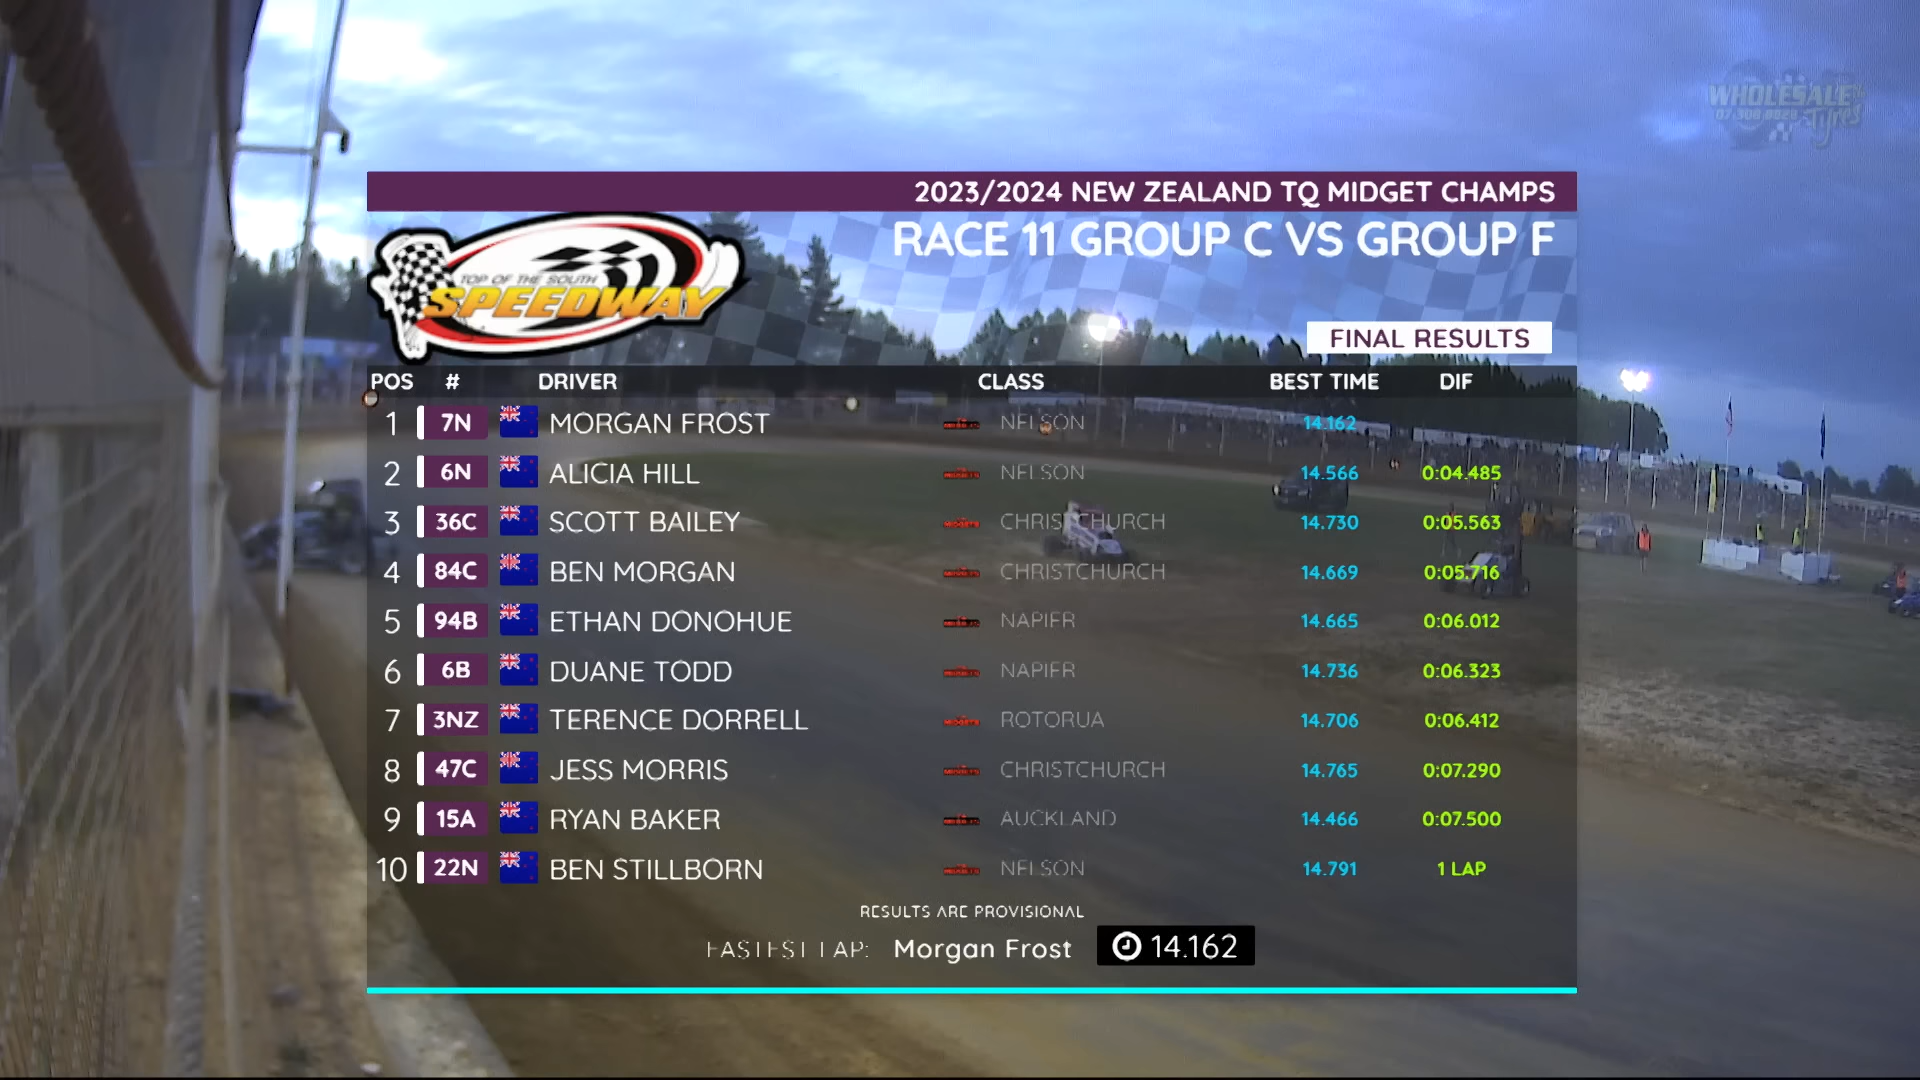 WHOLESALE
Tyres
2023/2024 NEW ZEALAND TQ MIDGET CHAMPS
RACE 11 GROUP C VS GROUP F
TOP OF THE SOUTH
SPEEDWAY
FINAL RESULTS
POS # DRIVER CLASS BEST TIME DIF
1 7N MORGAN FROST NELSON 14.162
2 6N ALICIA HILL NELSON 14.566 0:04.485
3 36C SCOTT BAILEY CHRISTCHURCH 14.730 0:05.563
4 84C BEN MORGAN CHRISTCHURCH 14.669 0:05.716
5 94B ETHAN DONOHUE NAPIER 14.665 0:06.012
6 6B DUANE TODD NAPIER 14.736 0:06.323
7 3NZ TERENCE DORRELL ROTORUA 14.706 0:06.412
8 47C JESS MORRIS CHRISTCHURCH 14.765 0:07.290
9 15A RYAN BAKER AUCKLAND 14.466 0:07.500
10 22N BEN STILLBORN NELSON 14.791 1 LAP
RESULTS ARE PROVISIONAL
FASTEST LAP: Morgan Frost 14.162